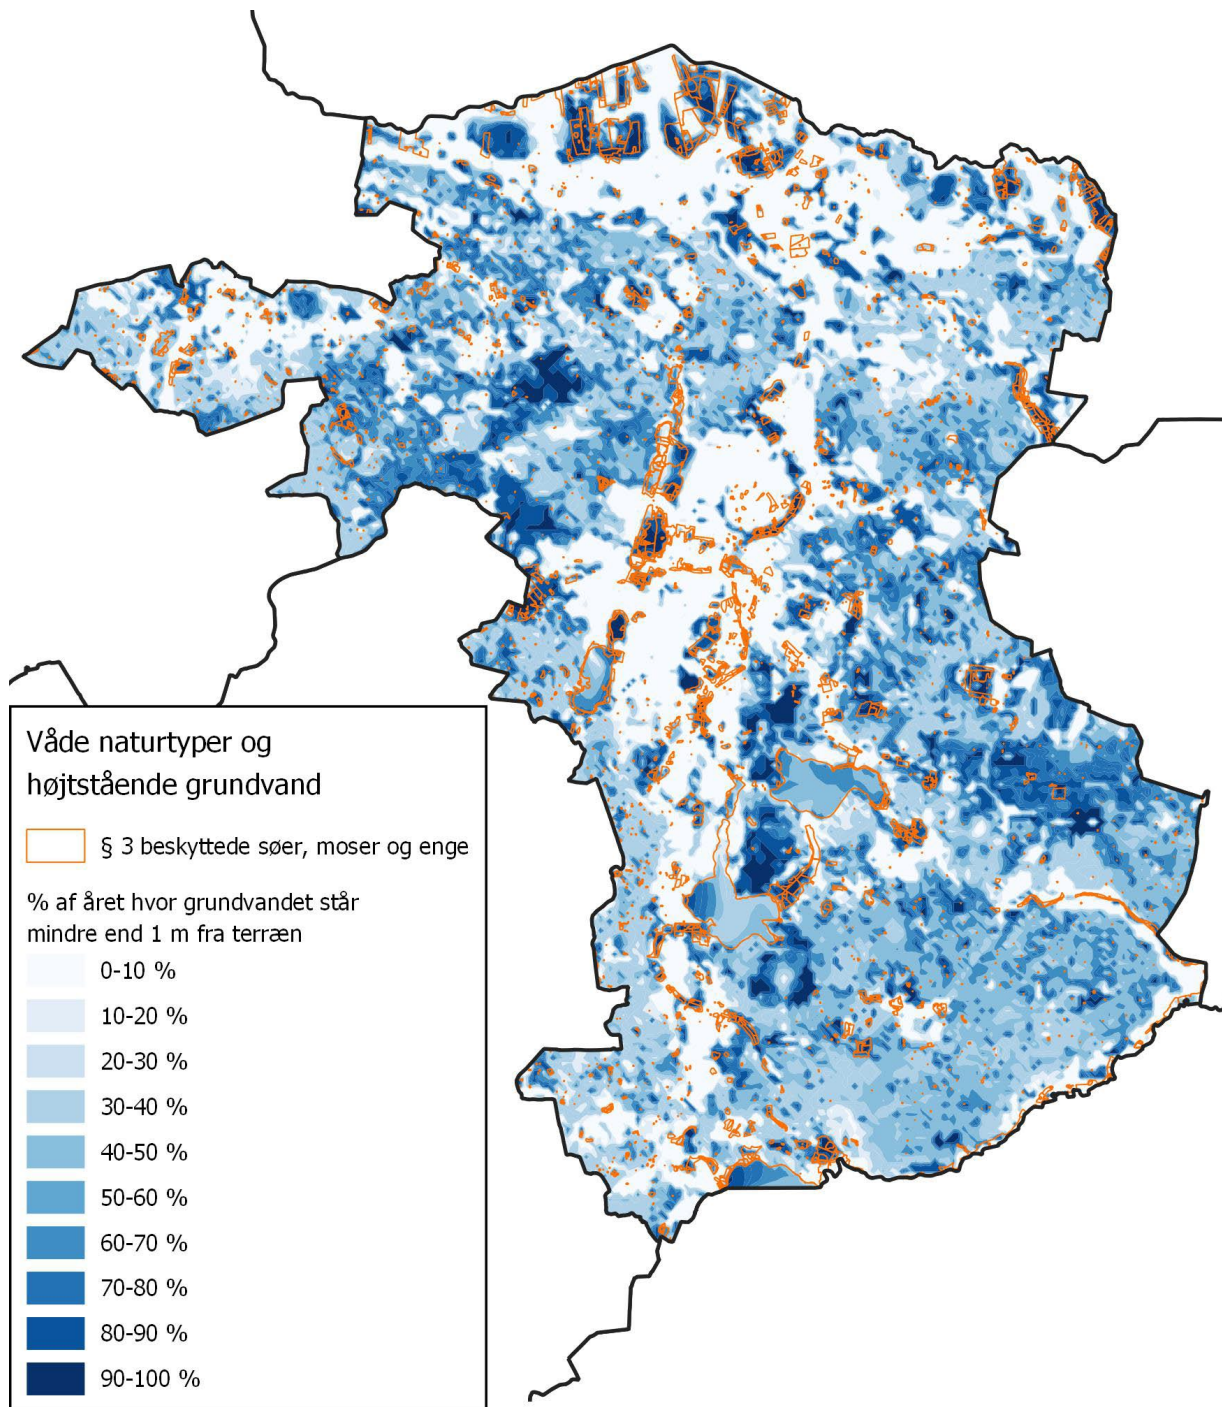 Våde naturtyper og
højtstående grundvand
§ 3 beskyttede søer, moser og enge
% af året hvor grundvandet står
mindre end 1 m fra terræn
0-10 %
10-20 %
20-30 %
30-40 %
40-50 %
50-60 %
60-70 %
70-80 %
80-90 %
90-100 %